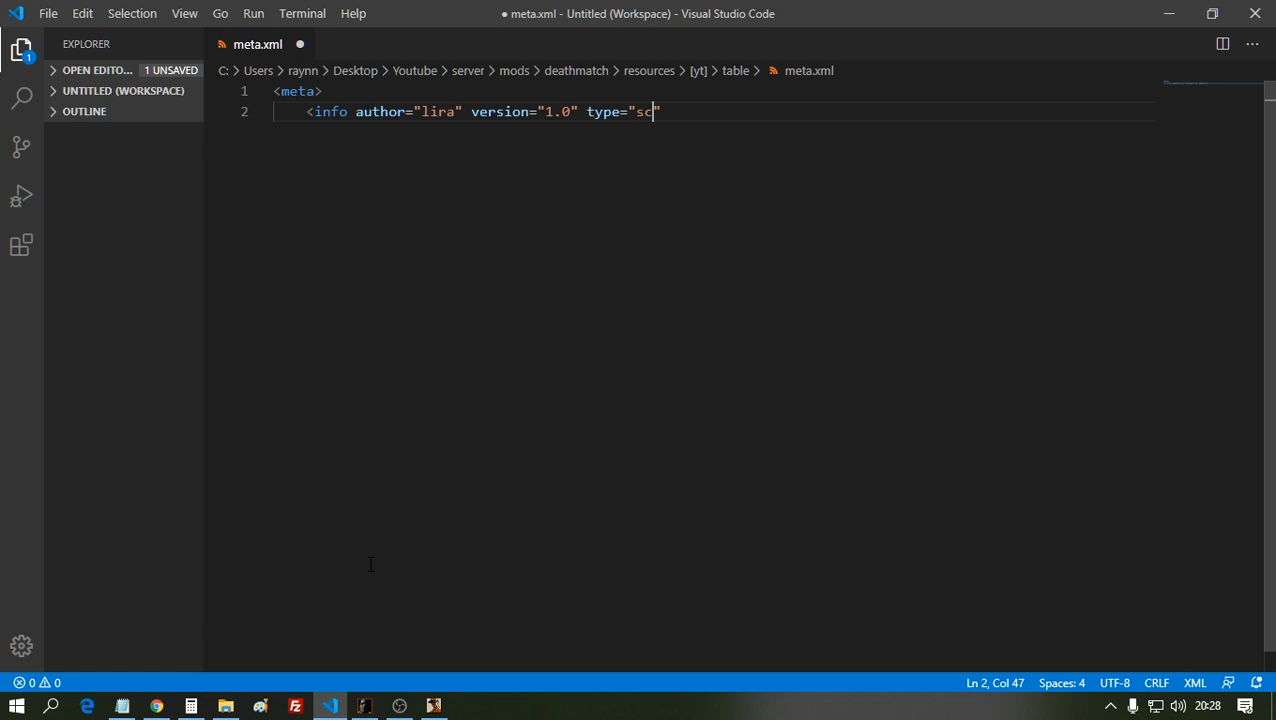 File Edit Selection View Go Run Terminal Help
● meta.xml - Untitled (Workspace) - Visual Studio Code
EXPLORER
meta.xml ●
1
OPEN EDITO... 1 UNSAVED
UNTITLED (WORKSPACE)
OUTLINE
C: > Users > raynn > Desktop > Youtube > server > mods > deathmatch > resources > [yt] > table > meta.xml
1 <meta>
2 <info author="lira" version="1.0" type="sc"
0 0
Ln 2, Col 47 Spaces: 4 UTF-8 CRLF XML
20:28